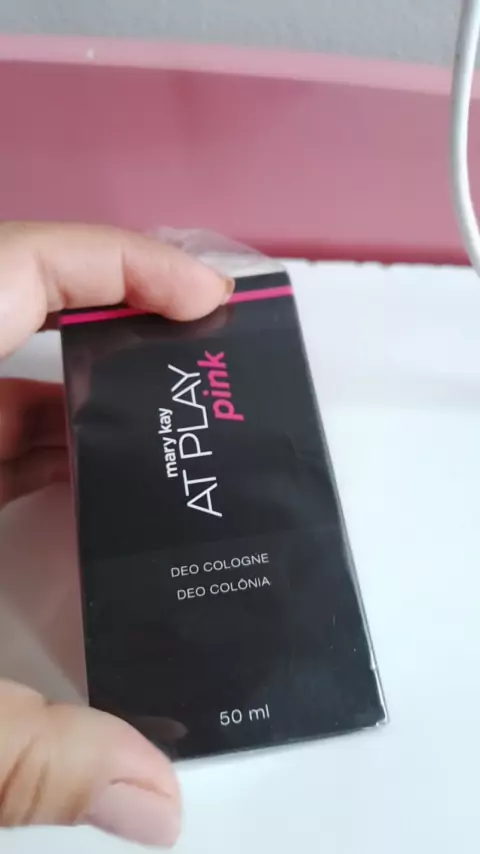 mary kay
AT PLAY
pink
DEO COLOGNE
DEO COLÔNIA
50 ml